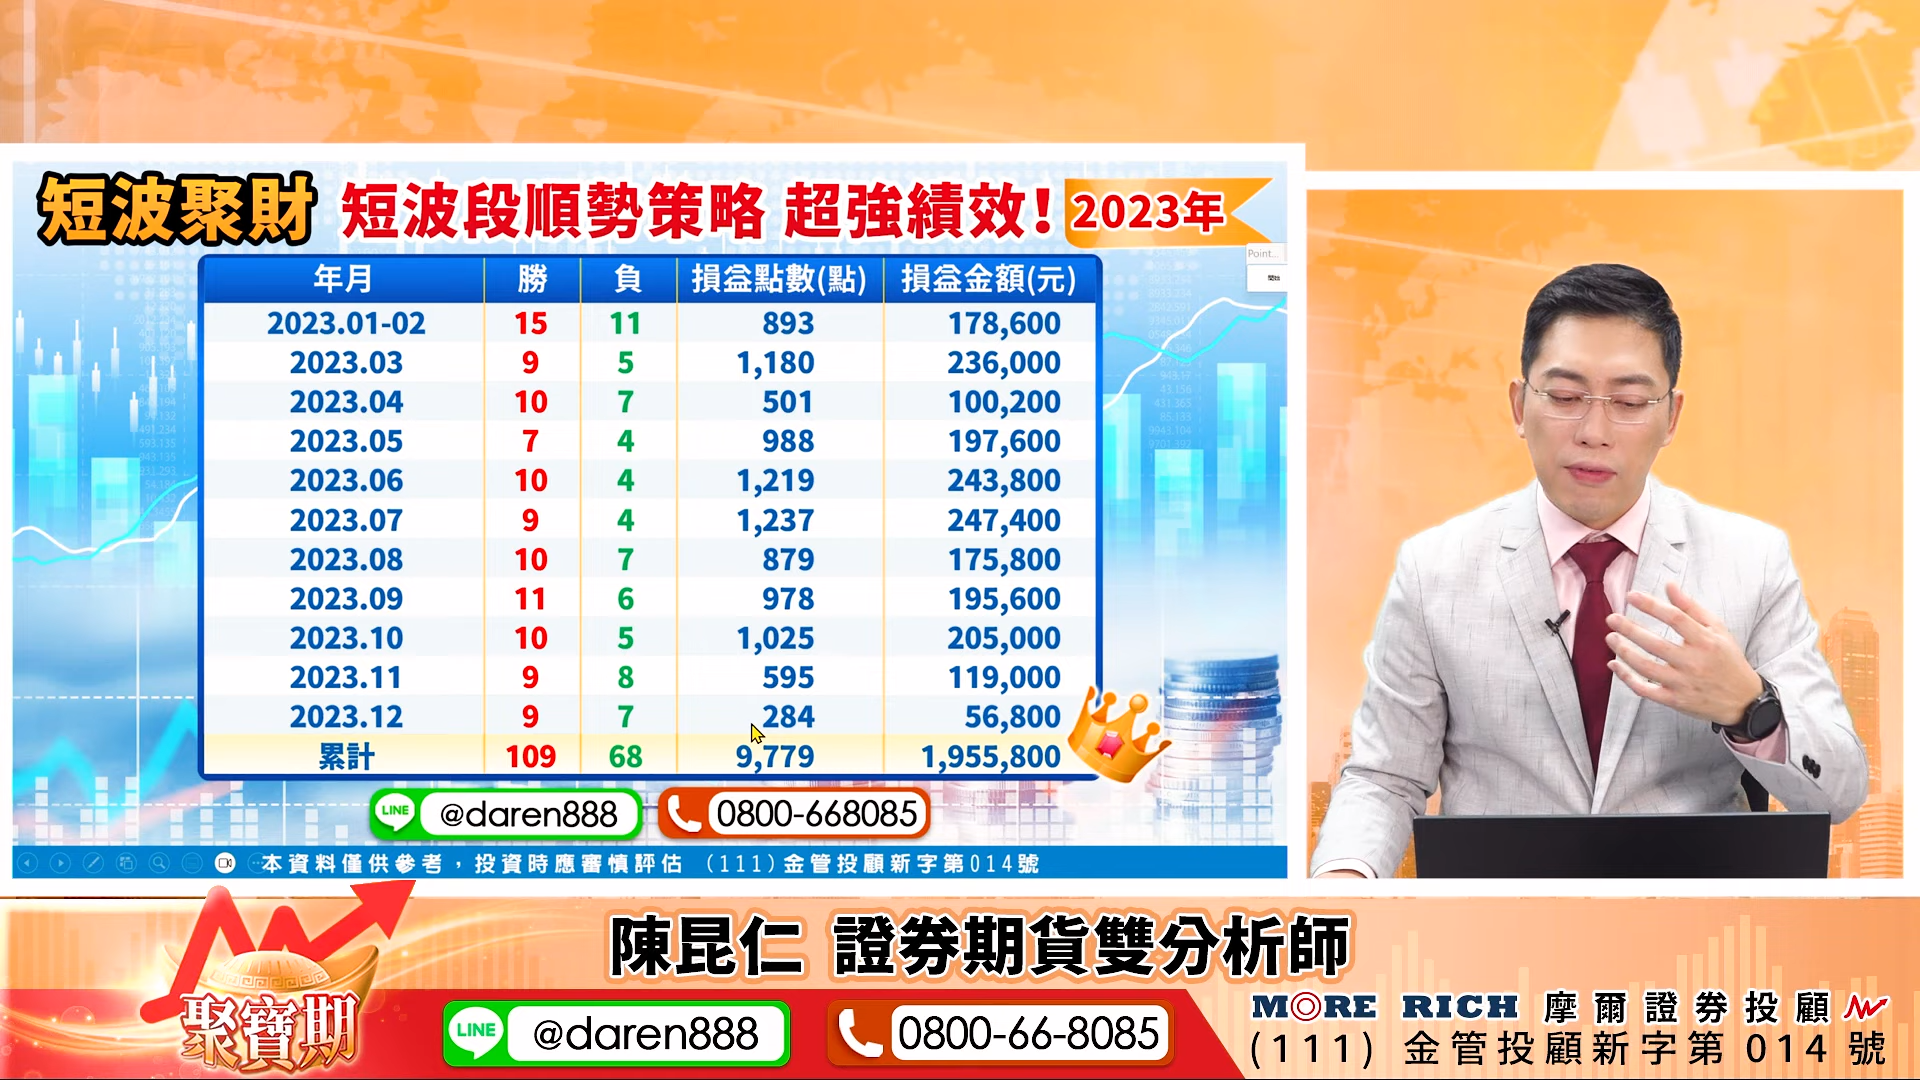 短波聚財 短波段順勢策略 超強績效! 2023年
Point...
年月 勝 負 損益點數(點) 損益金額(元)
2023.01-02 15 11 893 178,600
2023.03 9 5 1,180 236,000
2023.04 10 7 501 100,200
2023.05 7 4 988 197,600
2023.06 10 4 1,219 243,800
2023.07 9 4 1,237 247,400
2023.08 10 7 879 175,800
2023.09 11 6 978 195,600
2023.10 10 5 1,025 205,000
2023.11 9 8 595 119,000
2023.12 9 7 284 56,800
累計 109 68 9,779 1,955,800
LINE @daren888 0800-668085
本資料僅供參考,投資時應審慎評估 (111)金管投顧新字第014號
陳昆仁 證券期貨雙分析師
聚寶期
LINE @daren888 0800-66-8085
MORE RICH 摩爾證券投顧
(111) 金管投顧新字第 014 號